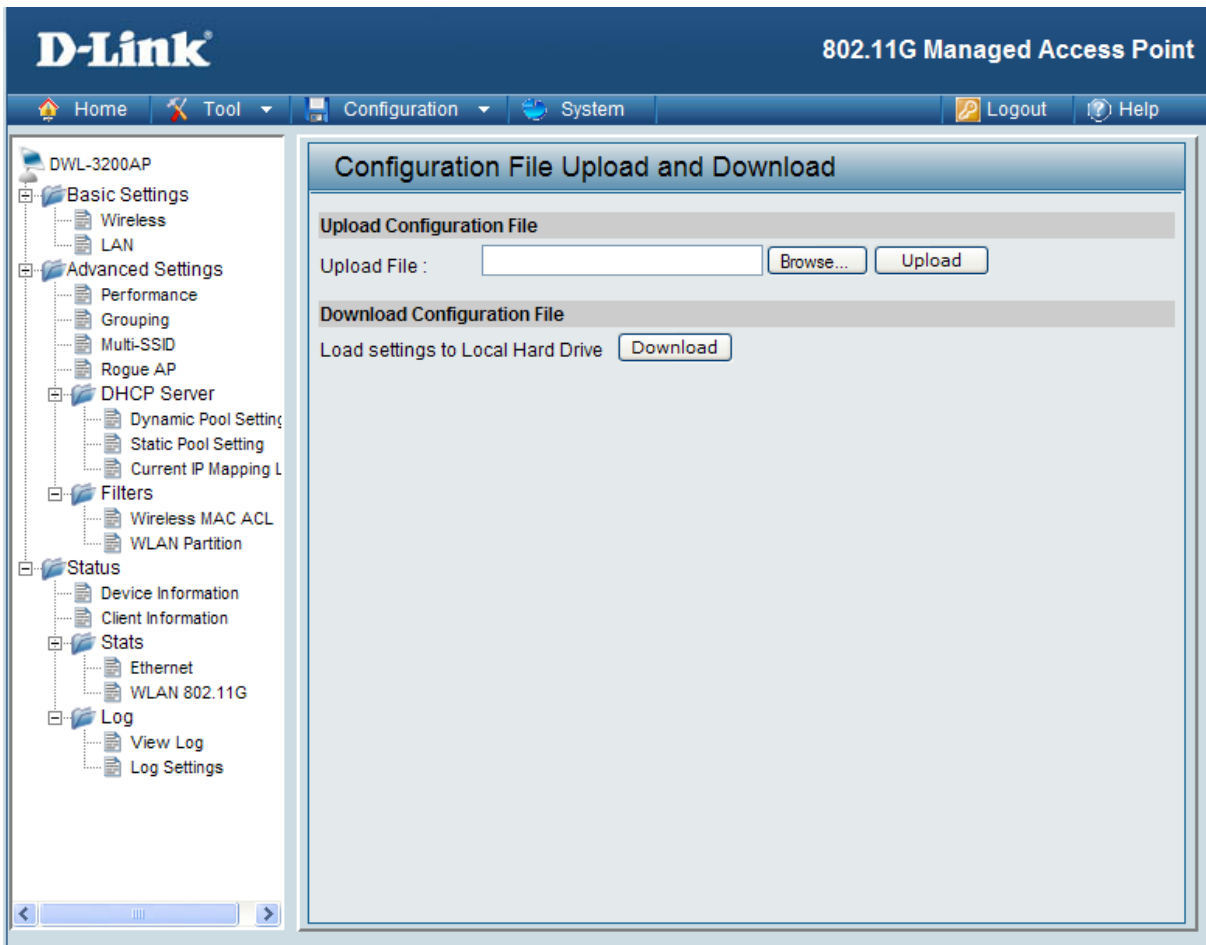 D-Link
802.11G Managed Access Point
Home Tool Configuration System Logout Help
DWL-3200AP
Basic Settings
Wireless
LAN
Advanced Settings
Performance
Grouping
Multi-SSID
Rogue AP
DHCP Server
Dynamic Pool Setting
Static Pool Setting
Current IP Mapping L
Filters
Wireless MAC ACL
WLAN Partition
Status
Device Information
Client Information
Stats
Ethernet
WLAN 802.11G
Log
View Log
Log Settings
Configuration File Upload and Download
Upload Configuration File
Upload File : Browse... Upload
Download Configuration File
Load settings to Local Hard Drive Download